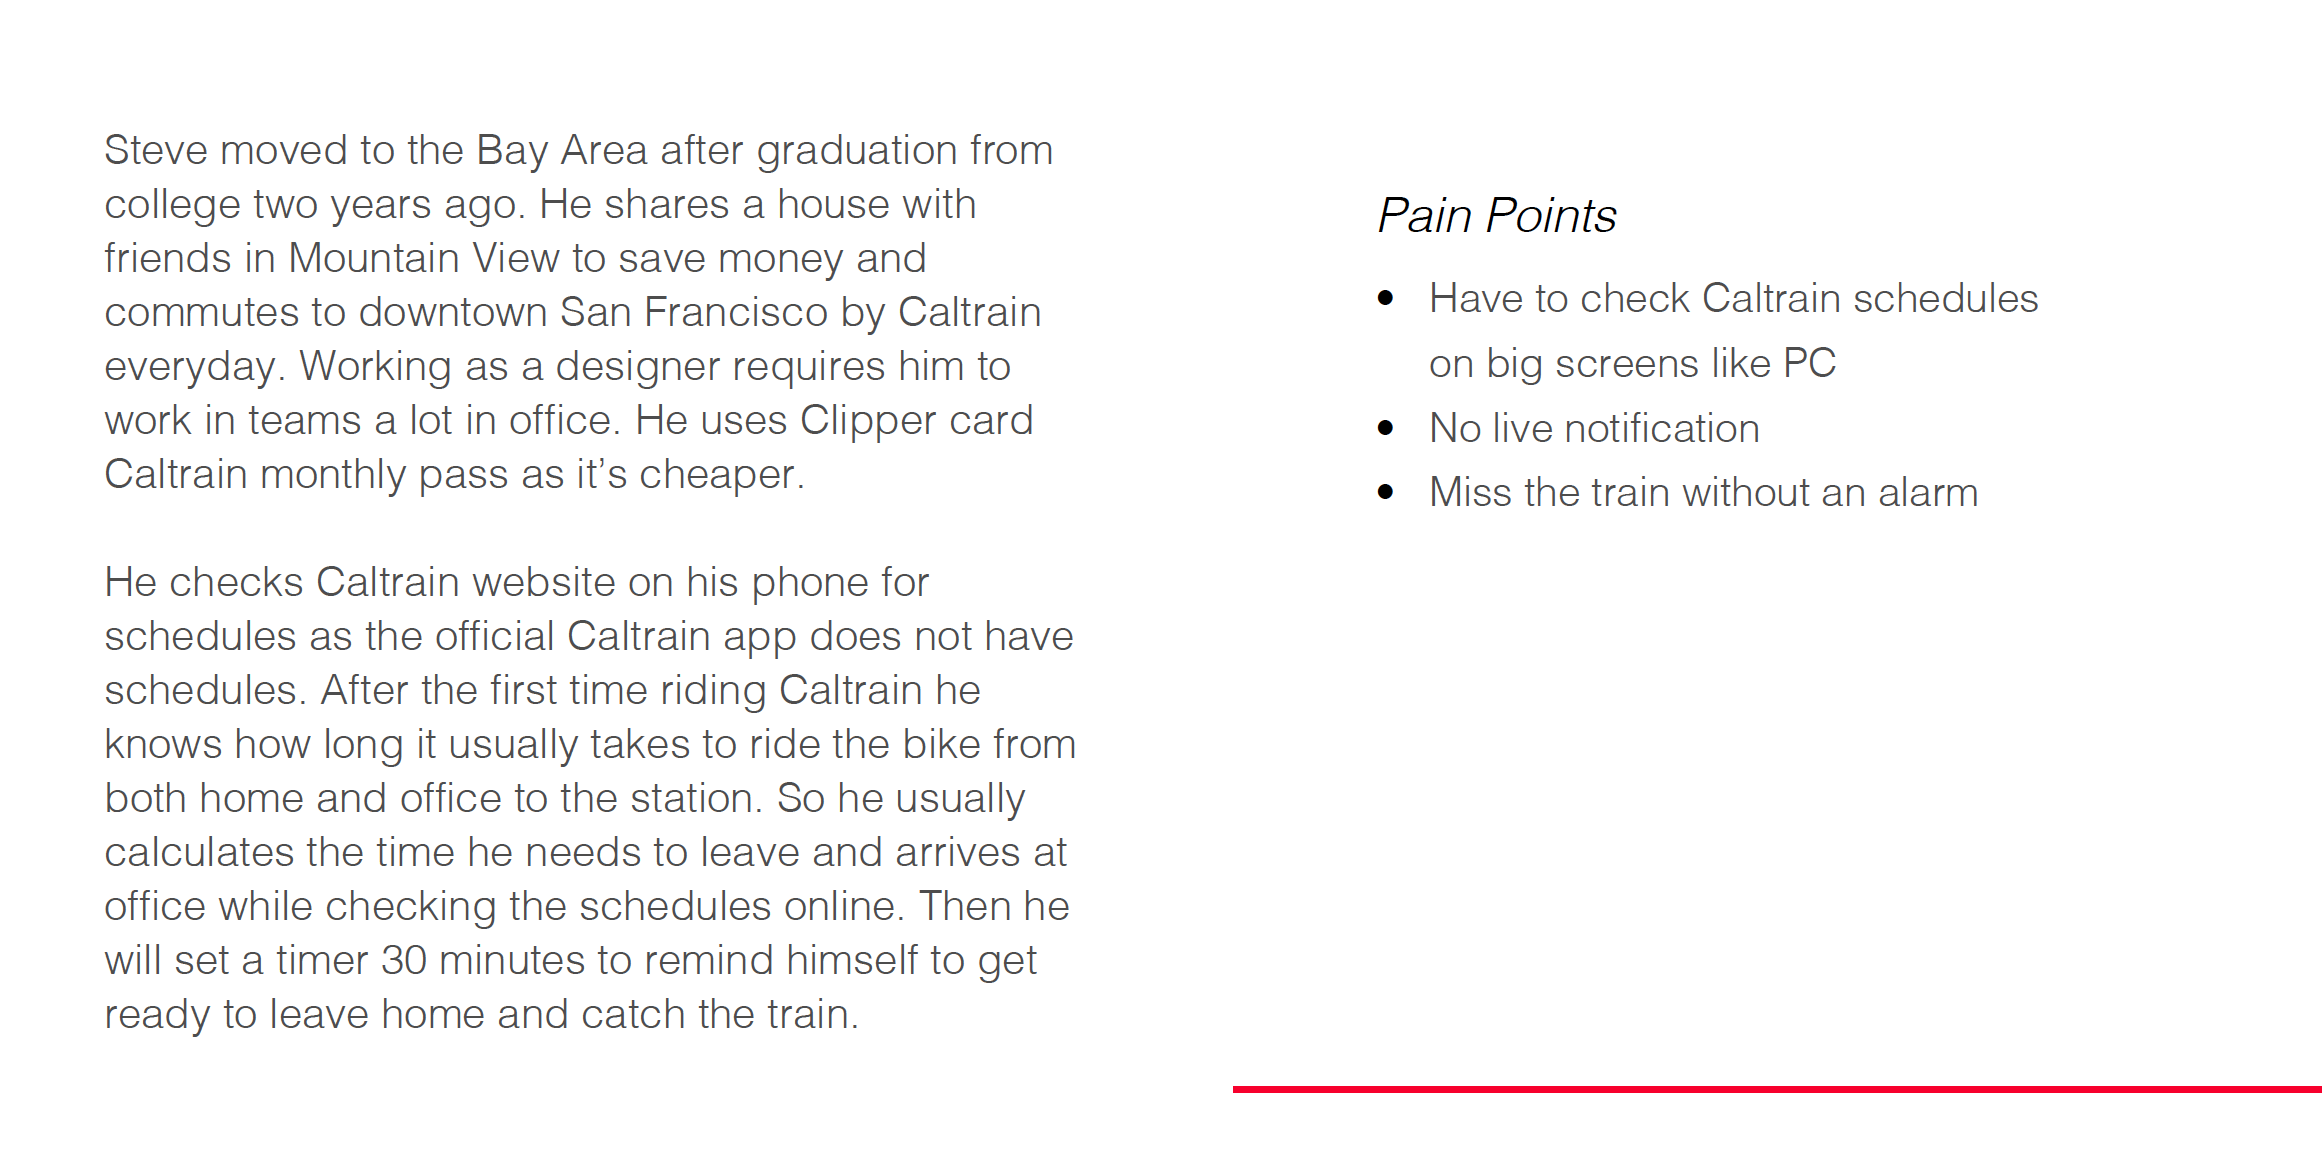 Steve moved to the Bay Area after graduation from
college two years ago. He shares a house with
friends in Mountain View to save money and
commutes to downtown San Francisco by Caltrain
everyday. Working as a designer requires him to
work in teams a lot in office. He uses Clipper card
Caltrain monthly pass as it’s cheaper.
He checks Caltrain website on his phone for
schedules as the official Caltrain app does not have
schedules. After the first time riding Caltrain he
knows how long it usually takes to ride the bike from
both home and office to the station. So he usually
calculates the time he needs to leave and arrives at
office while checking the schedules online. Then he
will set a timer 30 minutes to remind himself to get
ready to leave home and catch the train.
Pain Points
• Have to check Caltrain schedules
on big screens like PC
• No live notification
• Miss the train without an alarm